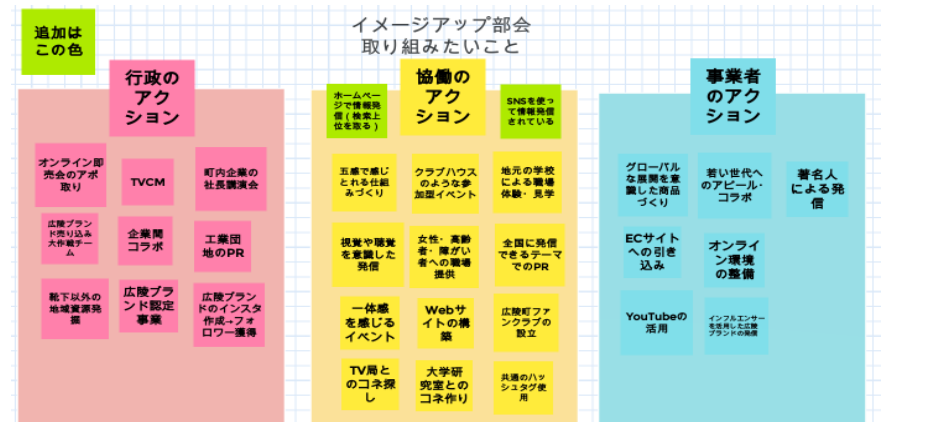 追加は
この色
イメージアップ部会
取り組みたいこと
行政の
アク
ション
オンライン即
売会のアポ
取り
TVCM
町内企業の
社長講演会
広陵ブラン
ド売り込み
大作戦チー
ム
企業間
コラボ
工業団
地のPR
靴下以外の
地域資源発
掘
広陵ブラ
ンド認定
事業
広陵ブラン
ドのインスタ
作成→フォ
ロワー獲得
協働の
アク
ション
ホームペー
ジで情報発
信(検索上
位を取る)
SNSを使っ
て情報発信
されている
五感で感じ
とれる仕組
みづくり
クラブハウス
のような参
加型イベント
地元の学校
による職場
体験・見学
視覚や聴覚
を意識した
発信
女性・高齢
者・障がい
者への職場
提供
全国に発信
できるテーマ
でのPR
一体感
を感じる
イベント
Webサ
イトの構
築
広陵町ファ
ンクラブの
設立
TV局と
のコネ探
し
大学研
究室との
コネ作り
共通のハッ
シュタグ使
用
事業者
のアク
ション
グローバル
な展開を意
識した商品
づくり
若い世代へ
のアピール・
コラボ
著名人
による発
信
ECサイト
への引き
込み
オンライ
ン環境
の整備
YouTubeの
活用
インフルエンサー
を活用した広陵
ブランドの発信